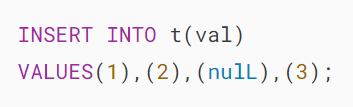 INSERT INTO t(val)
VALUES(1),(2),(nulL),(3);